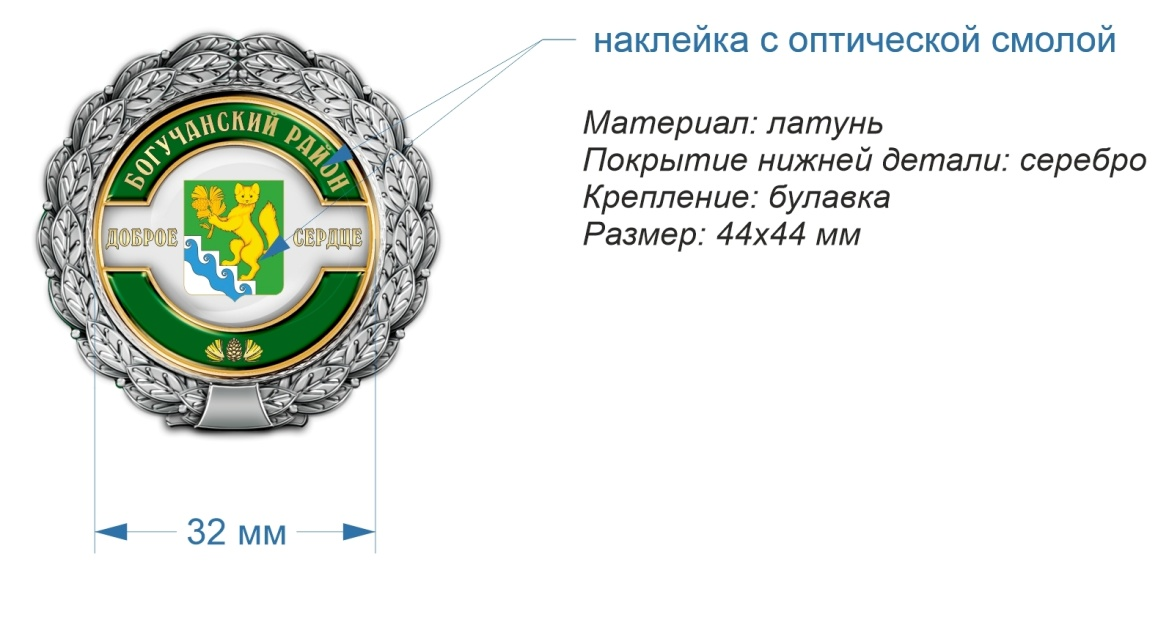 наклейка с оптической смолой
Материал: латунь
Покрытие нижней детали: серебро
Крепление: булавка
Размер: 44х44 мм
БОГУЧАНСКИЙ РАЙОН
ДОБРОЕ СЕРДЦЕ
32 мм